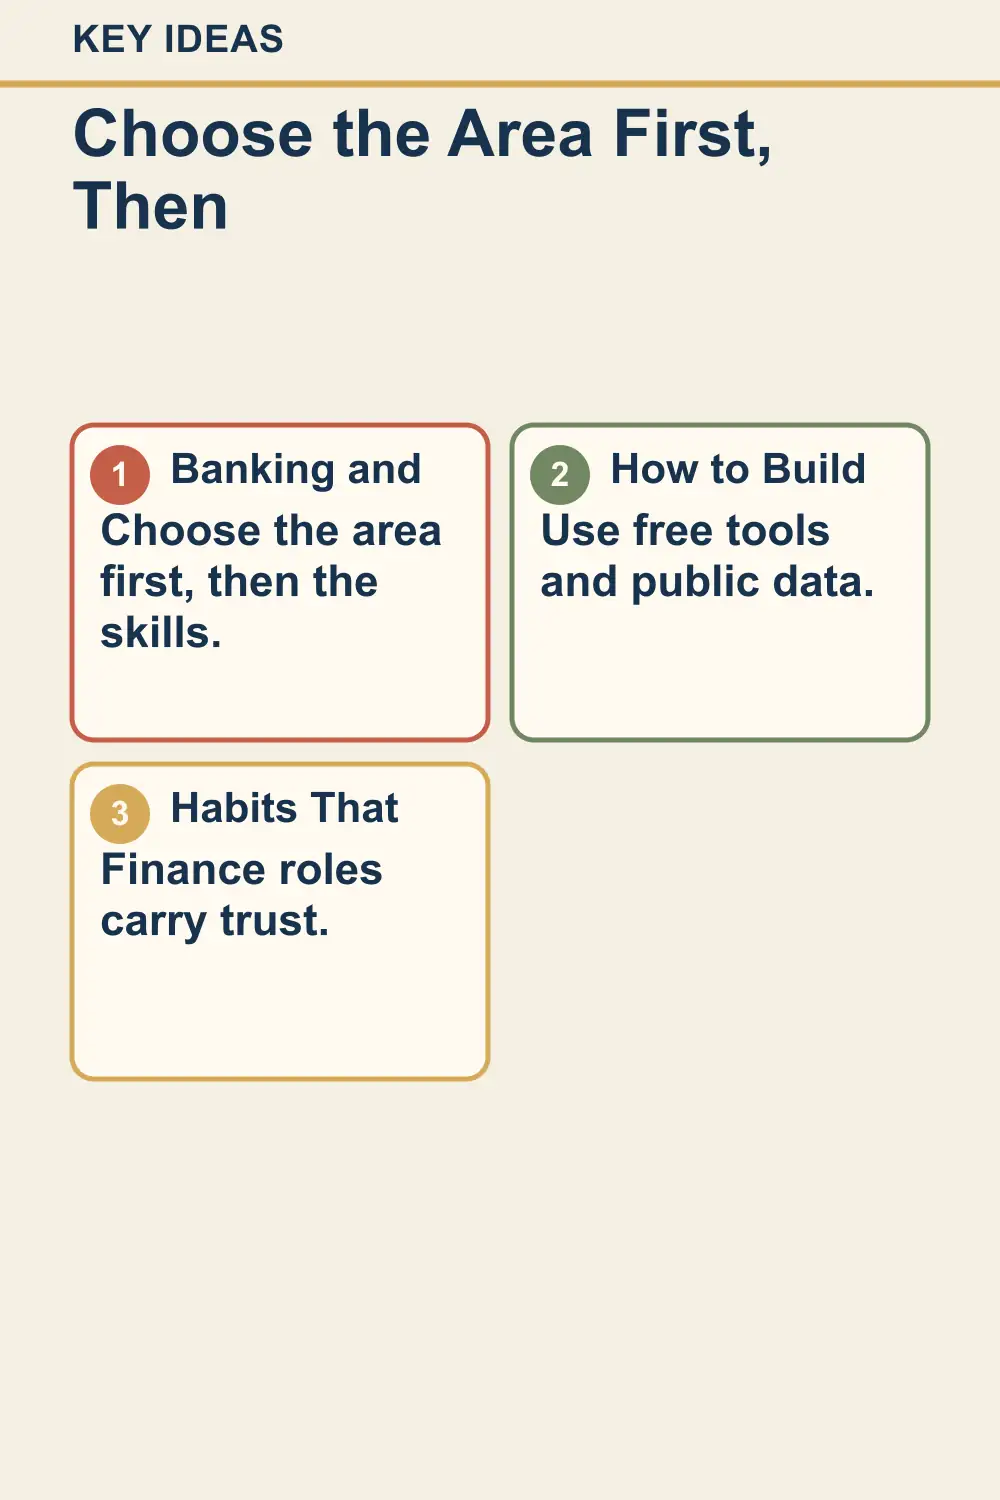 KEY IDEAS
Choose the Area First,
Then
1 Banking and
Choose the area
first, then the
skills.
2 How to Build
Use free tools
and public data.
3 Habits That
Finance roles
carry trust.